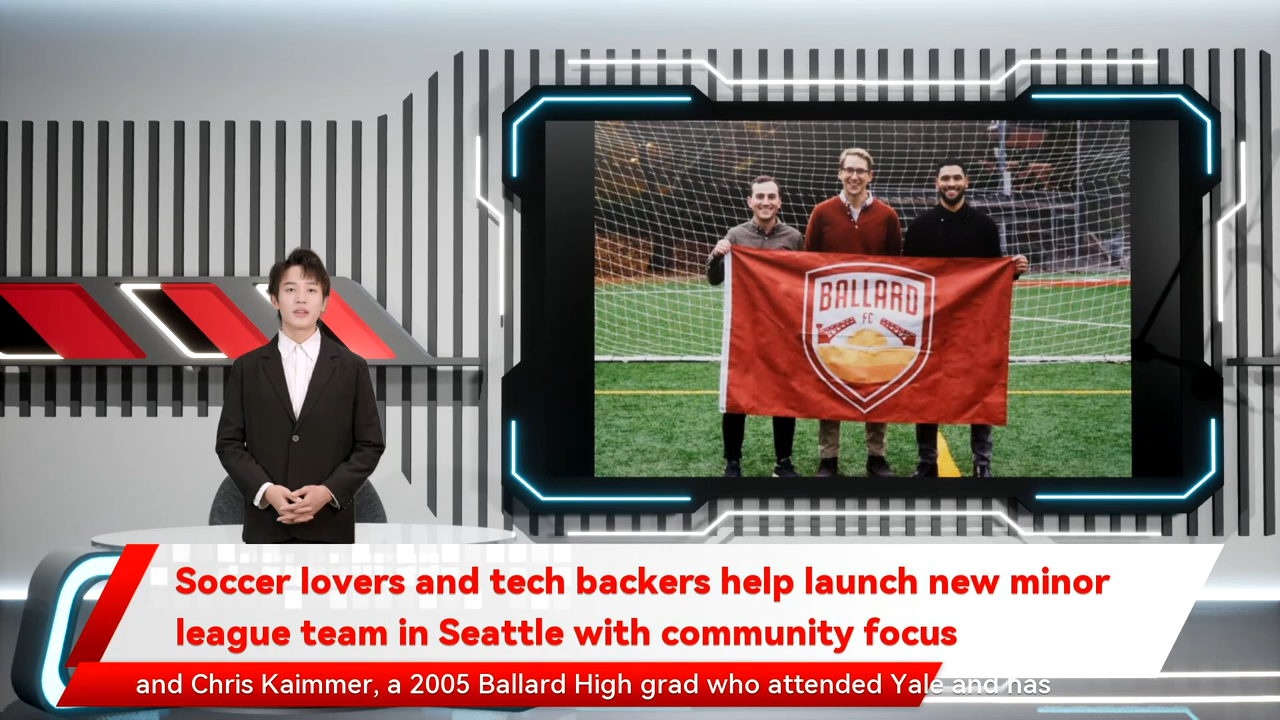 BALLARD
FC
Soccer lovers and tech backers help launch new minor
league team in Seattle with community focus
and Chris Kaimmer, a 2005 Ballard High grad who attended Yale and has